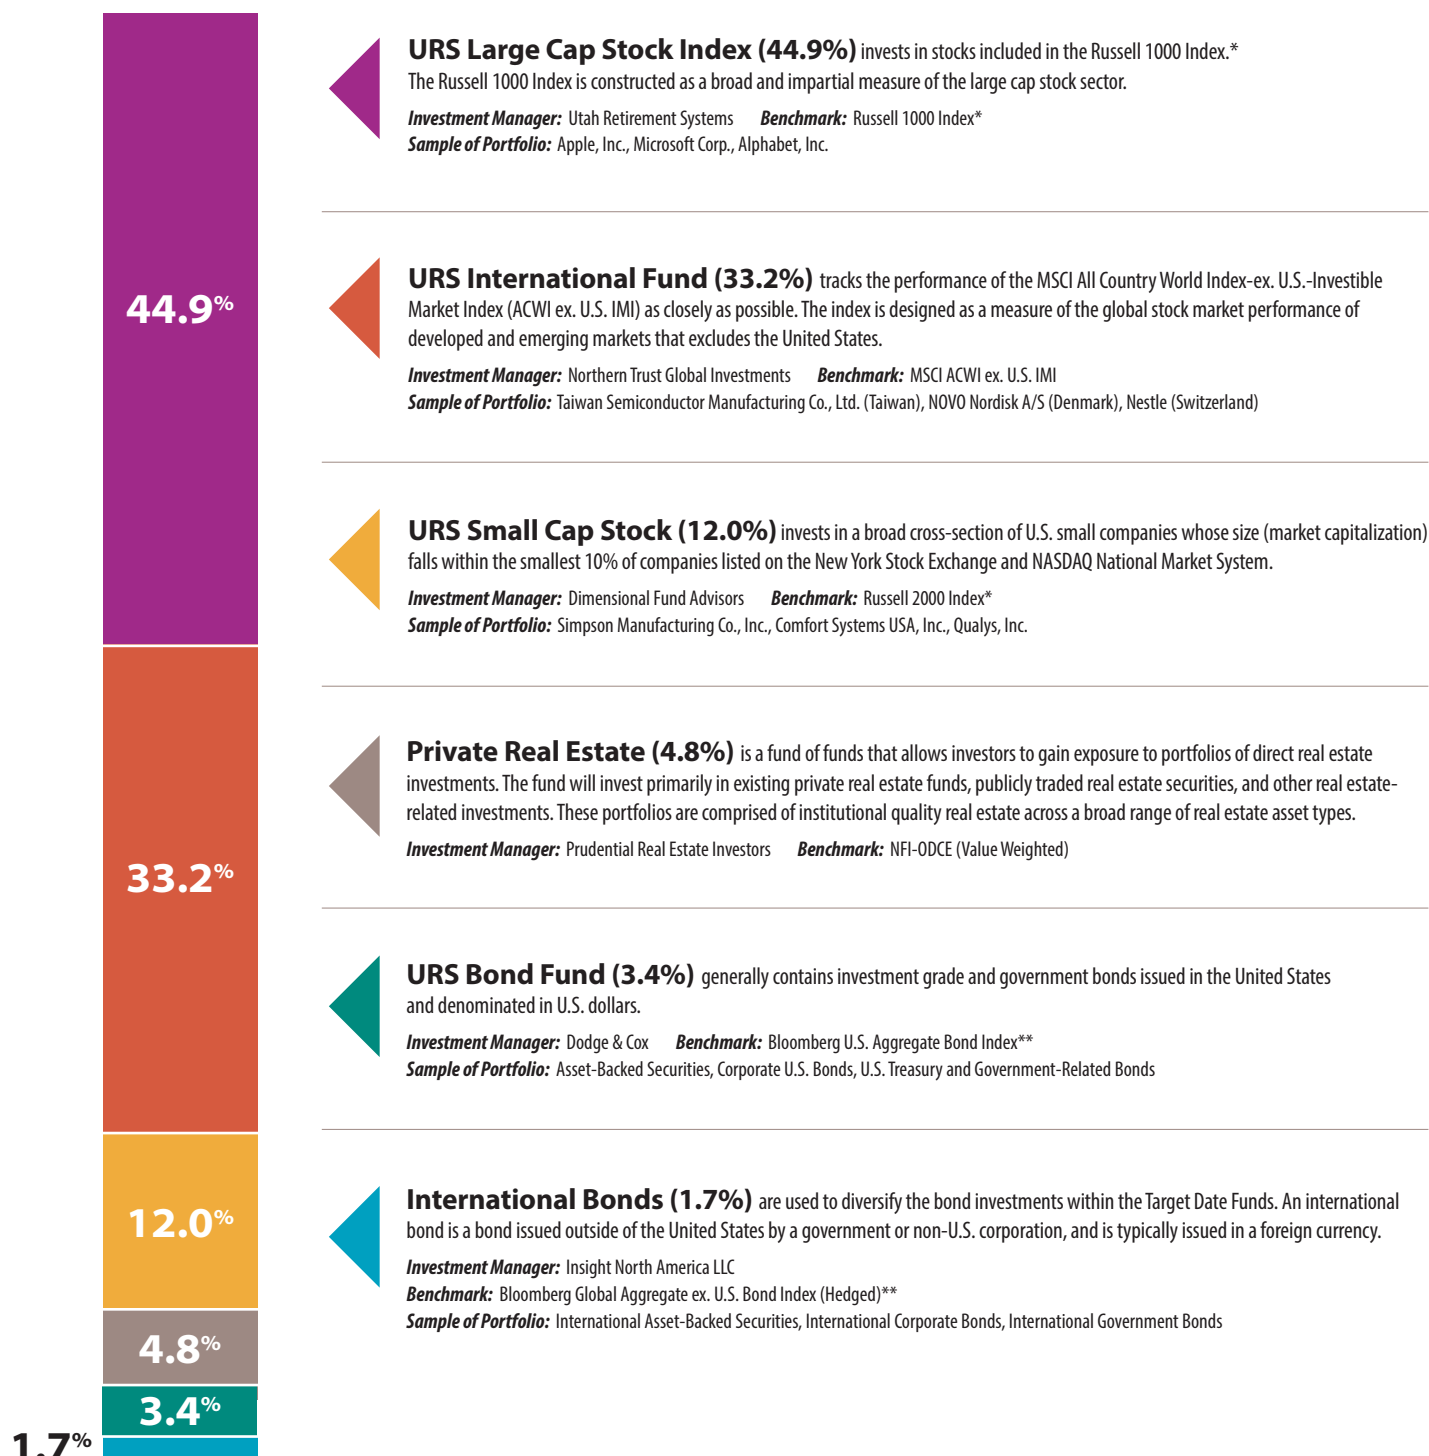 URS Large Cap Stock Index (44.9%) invests in stocks included in the Russell 1000 Index.*
The Russell 1000 Index is constructed as a broad and impartial measure of the large cap stock sector.
Investment Manager: Utah Retirement Systems Benchmark: Russell 1000 Index*
Sample of Portfolio: Apple, Inc., Microsoft Corp., Alphabet, Inc.
44.9%
URS International Fund (33.2%) tracks the performance of the MSCI All Country World Index-ex. U.S.-Investible
Market Index (ACWI ex. U.S. IMI) as closely as possible. The index is designed as a measure of the global stock market performance of
developed and emerging markets that excludes the United States.
Investment Manager: Northern Trust Global Investments Benchmark: MSCI ACWI ex. U.S. IMI
Sample of Portfolio: Taiwan Semiconductor Manufacturing Co., Ltd. (Taiwan), NOVO Nordisk A/S (Denmark), Nestle (Switzerland)
URS Small Cap Stock (12.0%) invests in a broad cross-section of U.S. small companies whose size (market capitalization)
falls within the smallest 10% of companies listed on the New York Stock Exchange and NASDAQ National Market System.
Investment Manager: Dimensional Fund Advisors Benchmark: Russell 2000 Index*
Sample of Portfolio: Simpson Manufacturing Co., Inc., Comfort Systems USA, Inc., Qualys, Inc.
Private Real Estate (4.8%) is a fund of funds that allows investors to gain exposure to portfolios of direct real estate
investments. The fund will invest primarily in existing private real estate funds, publicly traded real estate securities, and other real estate-
related investments. These portfolios are comprised of institutional quality real estate across a broad range of real estate asset types.
Investment Manager: Prudential Real Estate Investors Benchmark: NFI-ODCE (Value Weighted)
33.2%
URS Bond Fund (3.4%) generally contains investment grade and government bonds issued in the United States
and denominated in U.S. dollars.
Investment Manager: Dodge & Cox Benchmark: Bloomberg U.S. Aggregate Bond Index**
Sample of Portfolio: Asset-Backed Securities, Corporate U.S. Bonds, U.S. Treasury and Government-Related Bonds
International Bonds (1.7%) are used to diversify the bond investments within the Target Date Funds. An international
bond is a bond issued outside of the United States by a government or non-U.S. corporation, and is typically issued in a foreign currency.
Investment Manager: Insight North America LLC
Benchmark: Bloomberg Global Aggregate ex. U.S. Bond Index (Hedged)**
Sample of Portfolio: International Asset-Backed Securities, International Corporate Bonds, International Government Bonds
12.0%
4.8%
3.4%
1.7%